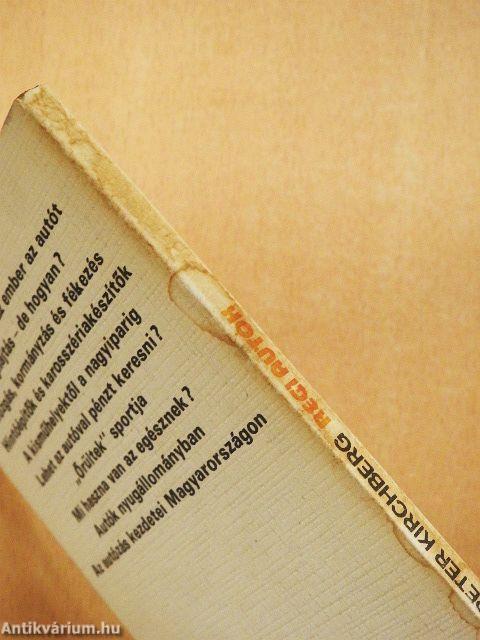 ember az autót
- de hogyan?
kormányzás és fékezés
és karosszériakészítők
A kisműhelyektől a nagyiparig
Lehet az autóval pénzt keresni?
„Őrültek" sportja
Mi haszna van az egésznek?
Autók nyugállományban
Az autózás kezdetei Magyarországon
PETER KIRCHBERG RÉGI AUTÓK
Antikvárium.hu